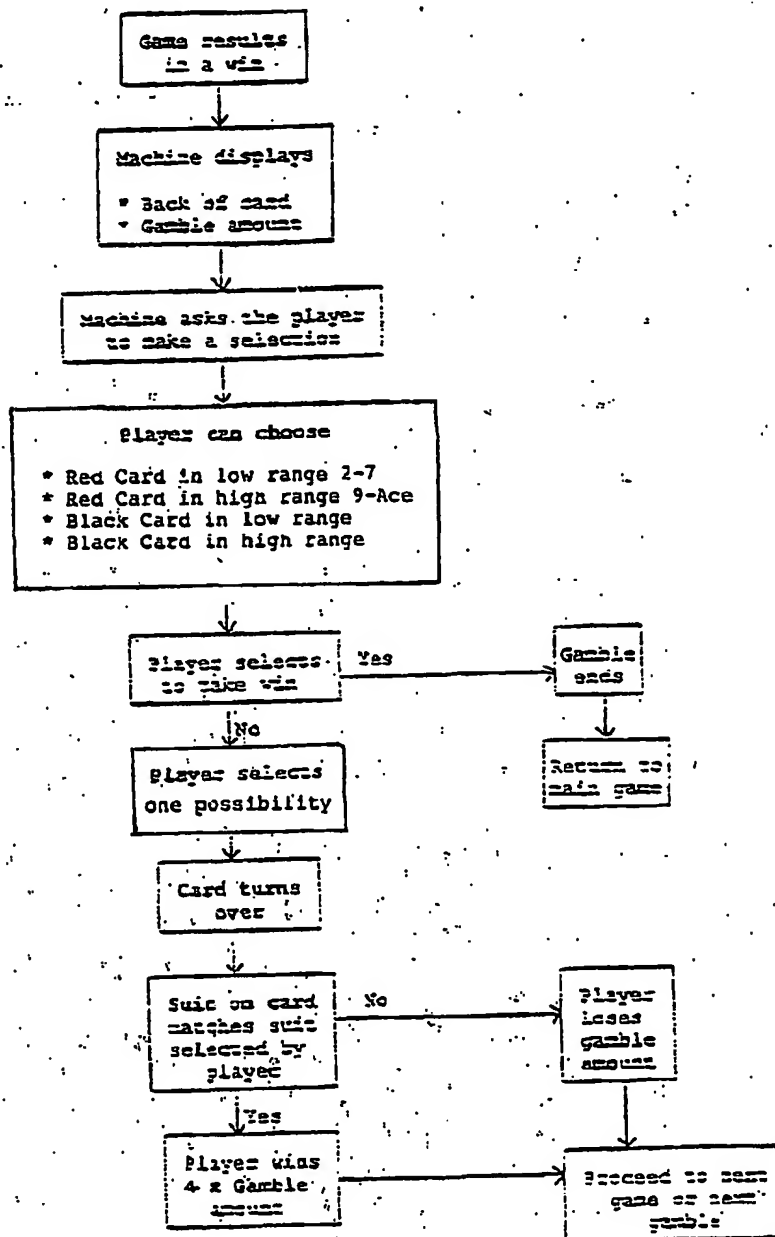 Game results
in a win
Machine displays
* Back of card
* Gamble amount
Machine asks the player
to make a selection
Player can choose
* Red Card in low range 2-7
* Red Card in high range 9-Ace
* Black Card in low range
* Black Card in high range
Player selects
to take win
Yes
Gamble
ends
No
Return to
main game
Player selects
one possibility
Card turns
over
Suit on card
matches suit
selected by
player
No
Player
loses
gamble
amount
Yes
Player wins
4 x Gamble
amount
Proceed to next
game or next
gamble